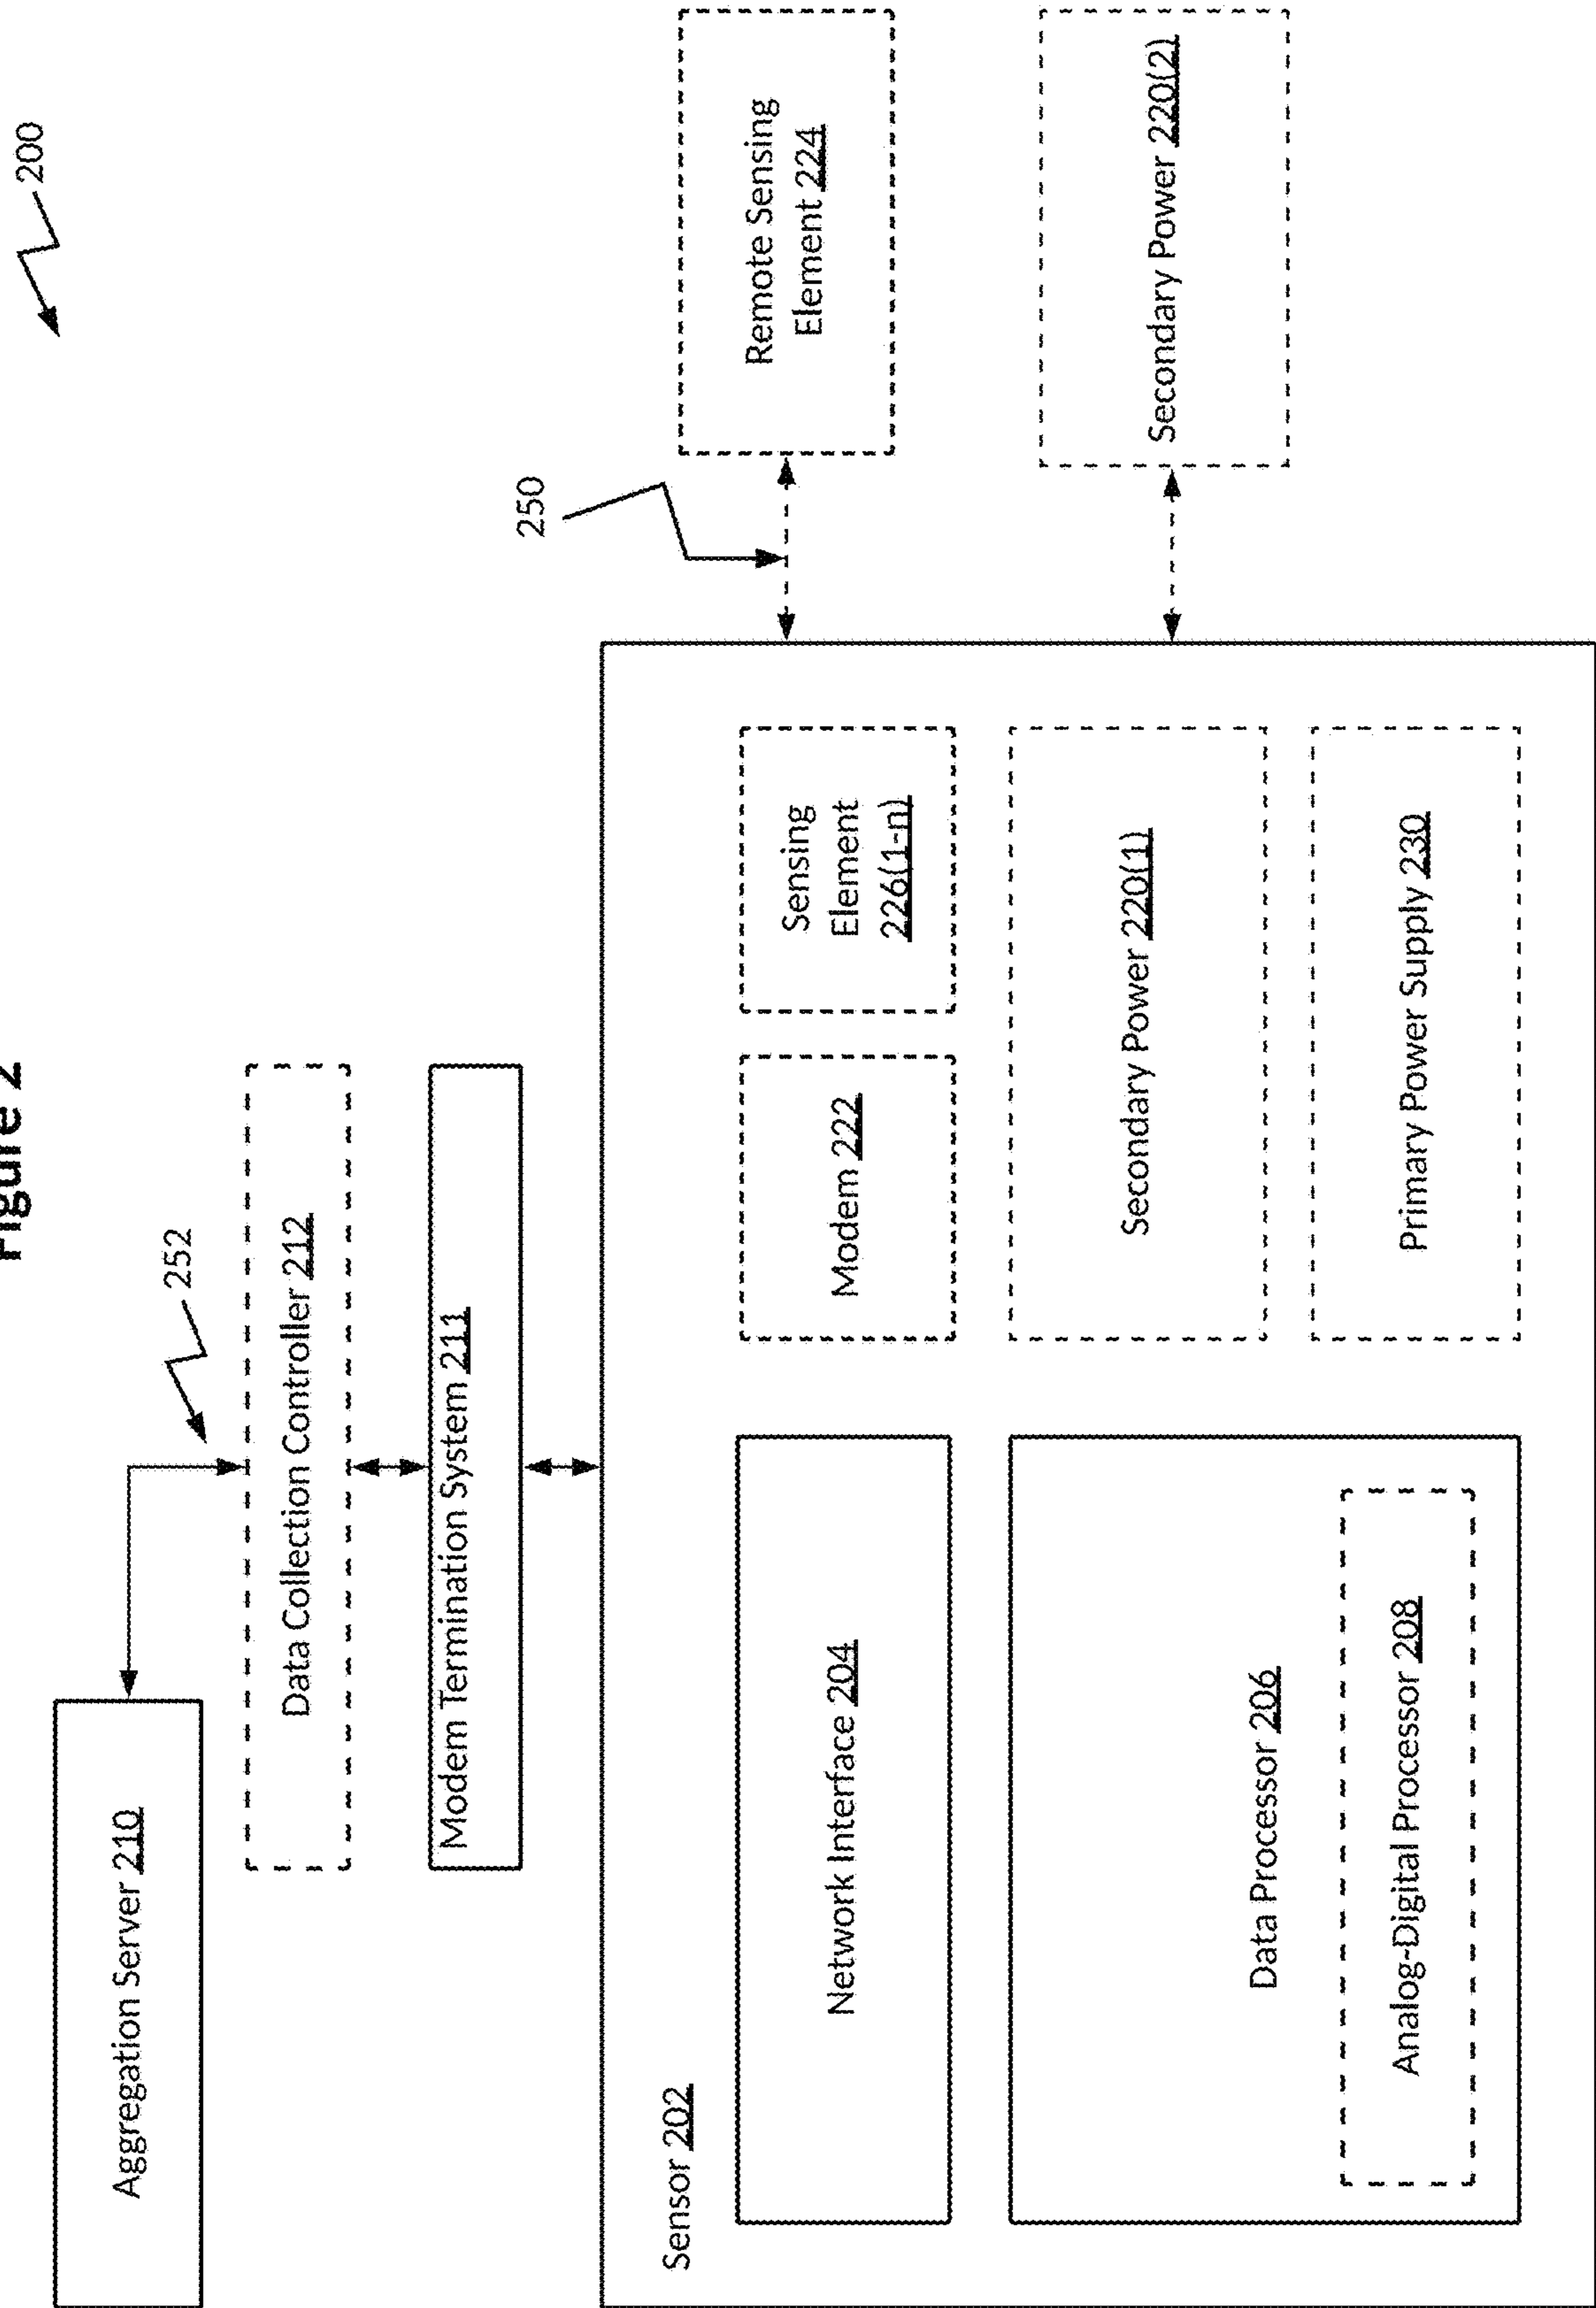 Figure 2
200
Aggregation Server 210
252
Data Collection Controller 212
Modem Termination System 211
250
Sensor 202
Network Interface 204
Modem 222
Sensing
Element
226(1-n)
Remote Sensing
Element 224
Data Processor 206
Analog-Digital Processor 208
Secondary Power 220(1)
Secondary Power 220(2)
Primary Power Supply 230